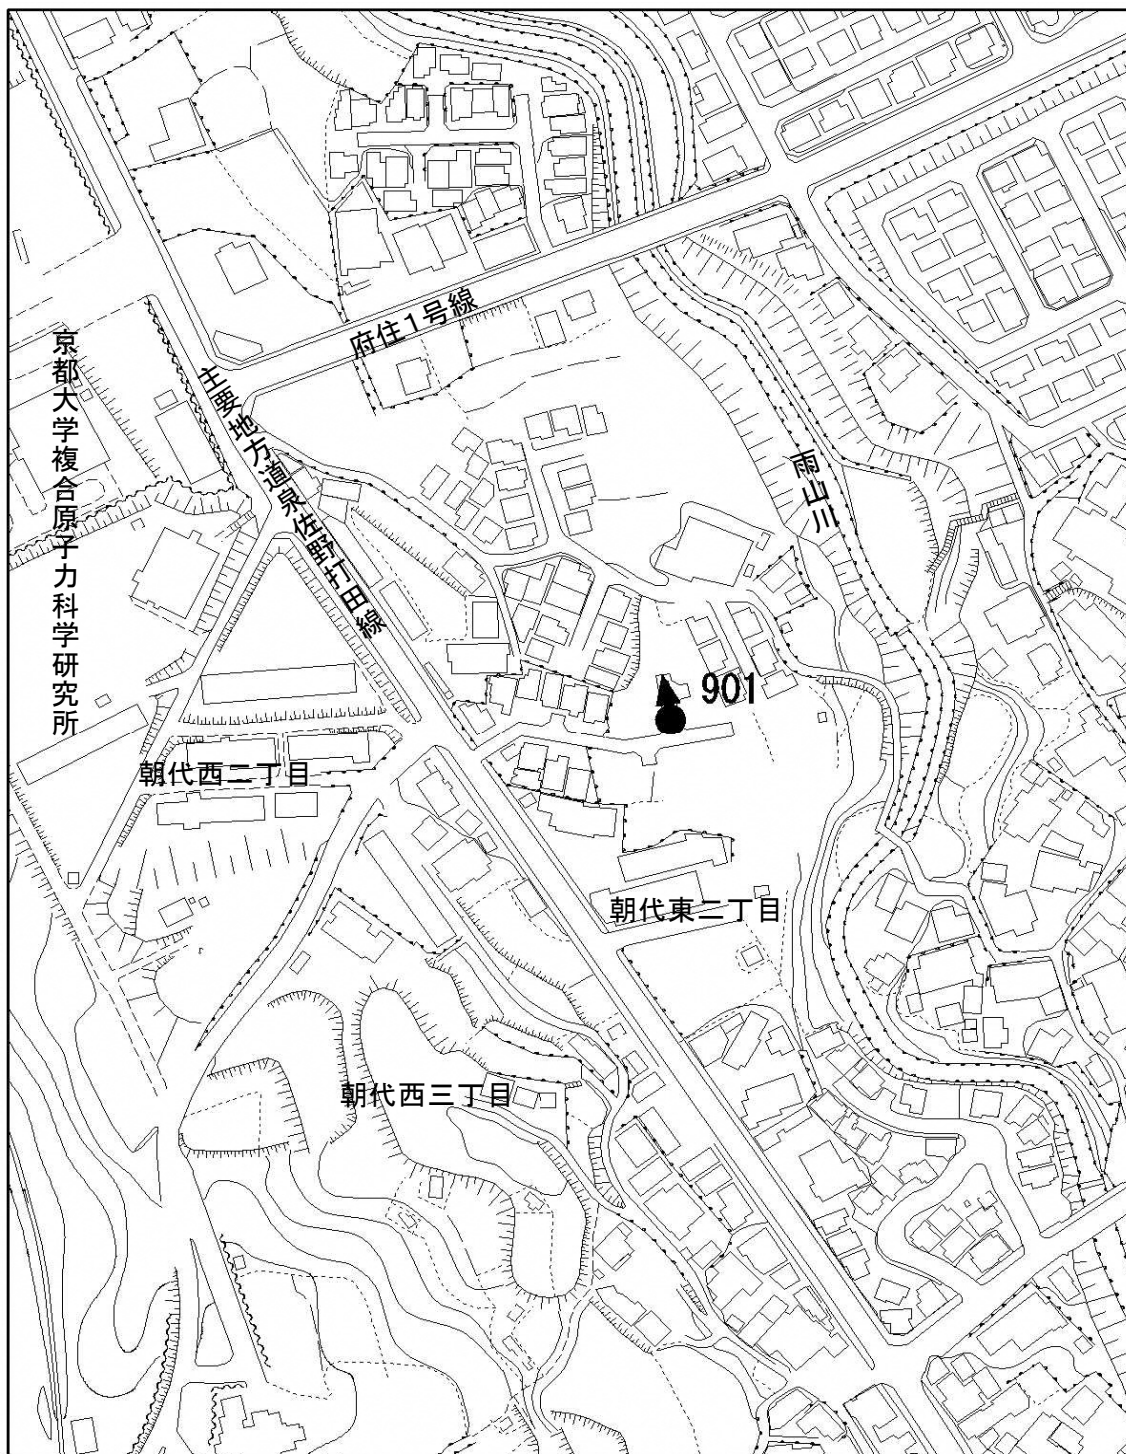 府住１号線
京都大学複合原子力科学研究所
主要地方道泉佐野打田線
雨山川
901
朝代西二丁目
朝代東二丁目
朝代西三丁目